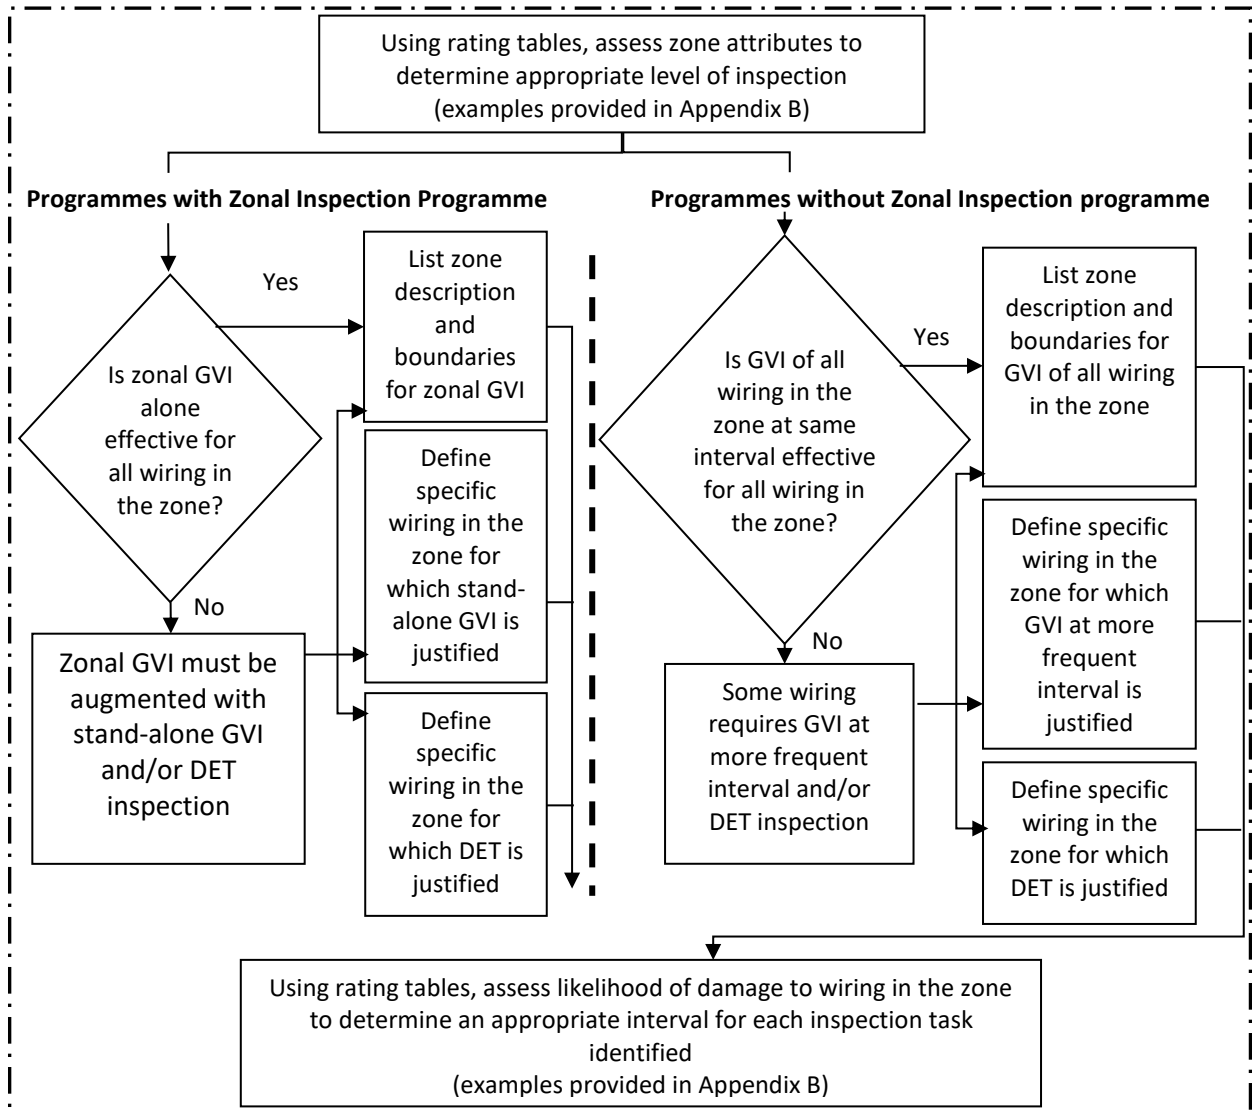 Using rating tables, assess zone attributes to
determine appropriate level of inspection
(examples provided in Appendix B)
Programmes with Zonal Inspection Programme
Programmes without Zonal Inspection programme
Is zonal GVI
alone
effective for
all wiring in
the zone?
Yes
No
List zone
description
and
boundaries
for zonal GVI
Define
specific
wiring in the
zone for
which stand-
alone GVI is
justified
Zonal GVI must be
augmented with
stand-alone GVI
and/or DET
inspection
Define
specific
wiring in the
zone for
which DET is
justified
Is GVI of all
wiring in the
zone at same
interval effective
for all wiring in
the zone?
Yes
No
List zone
description and
boundaries for
GVI of all wiring
in the zone
Define specific
wiring in the
zone for which
GVI at more
frequent
interval is
justified
Some wiring
requires GVI at
more frequent
interval and/or
DET inspection
Define specific
wiring in the
zone for which
DET is justified
Using rating tables, assess likelihood of damage to wiring in the zone
to determine an appropriate interval for each inspection task
identified
(examples provided in Appendix B)